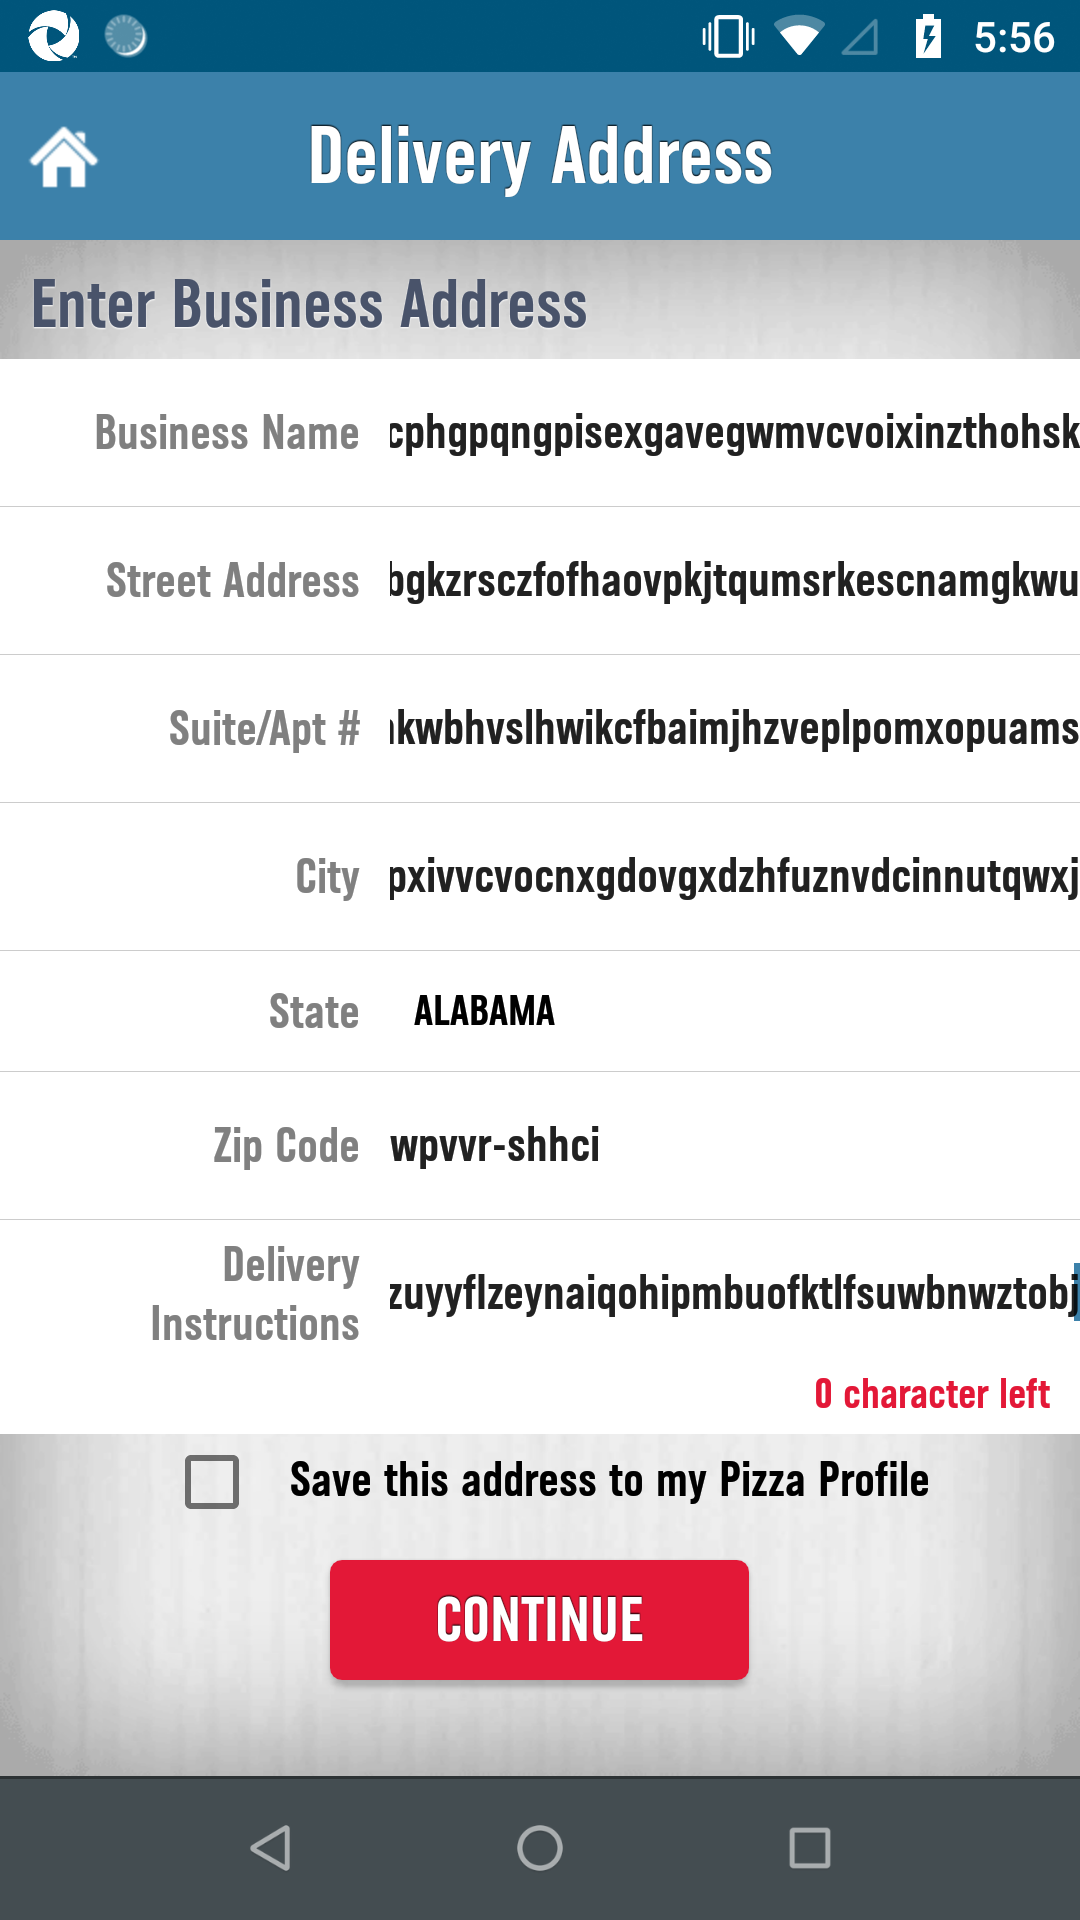 5:56
Delivery Address
Enter Business Address
Business Name cphgpqngpisexgavegwmvcvoixinzthohsk
Street Address bgkzrsczfofhaovpkjtqumsrkescnamgkwu
Suite/Apt # kwbhvslhwikcfbaimjhzveplpomxopuams
City pxivvcvocnxgdovgxdzhfuznvdcinnutqwxj
State ALABAMA
Zip Code wpvvr-shhci
Delivery
Instructions zuyyflzeynaiqohipmbuofktlfsuwbnwztobj
0 character left
Save this address to my Pizza Profile
CONTINUE